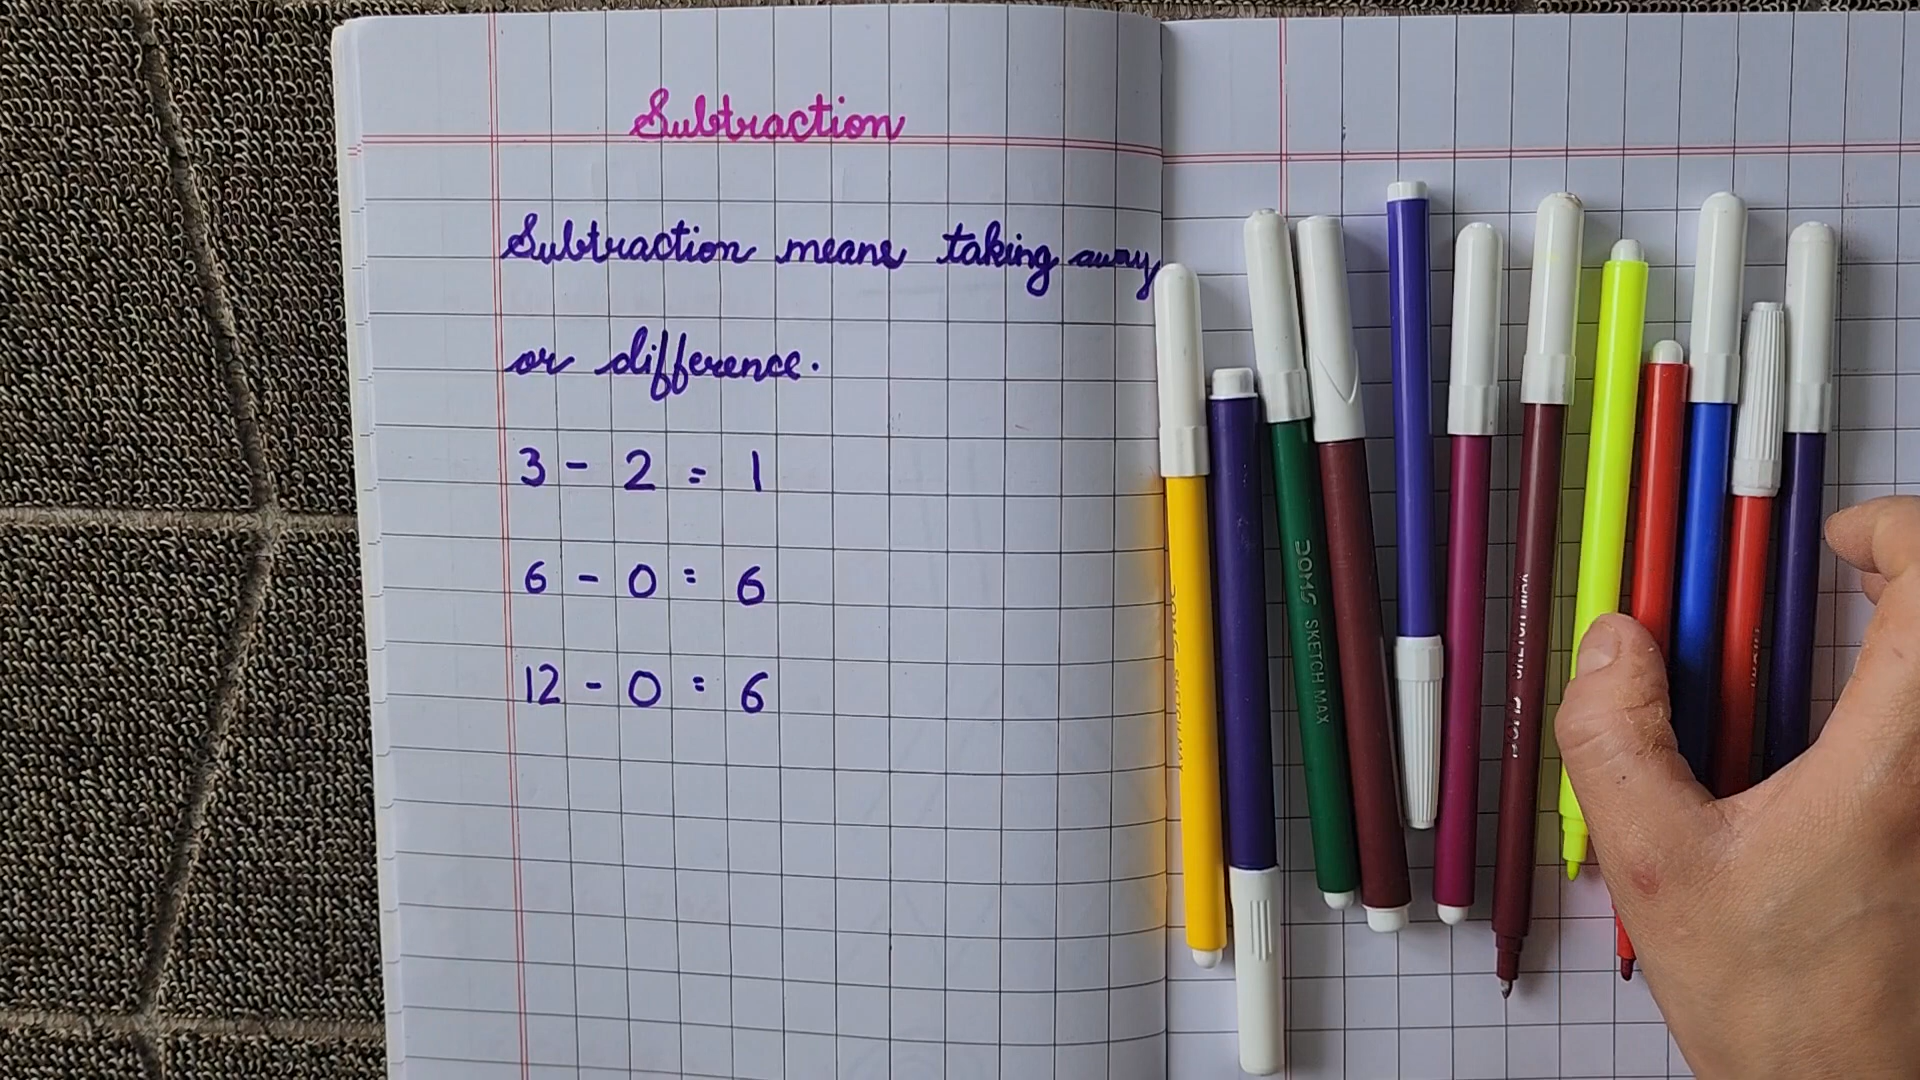 Subtraction
Subtraction means taking away
or difference.
3 - 2 = 1
6 - 0 = 6
12 - 0 = 6
DOMS SKETCH MAX